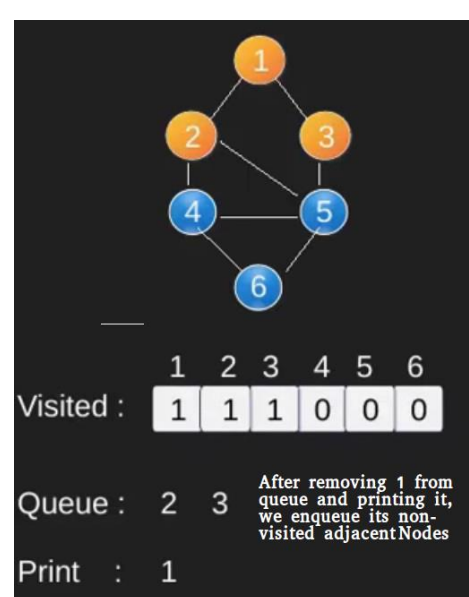 1
2 3
4 5
6
1 2 3 4 5 6
Visited : 1 1 1 0 0 0
After removing 1 from
queue and printing it,
we enqueue its non-
visited adjacent Nodes
Queue : 2 3
Print : 1